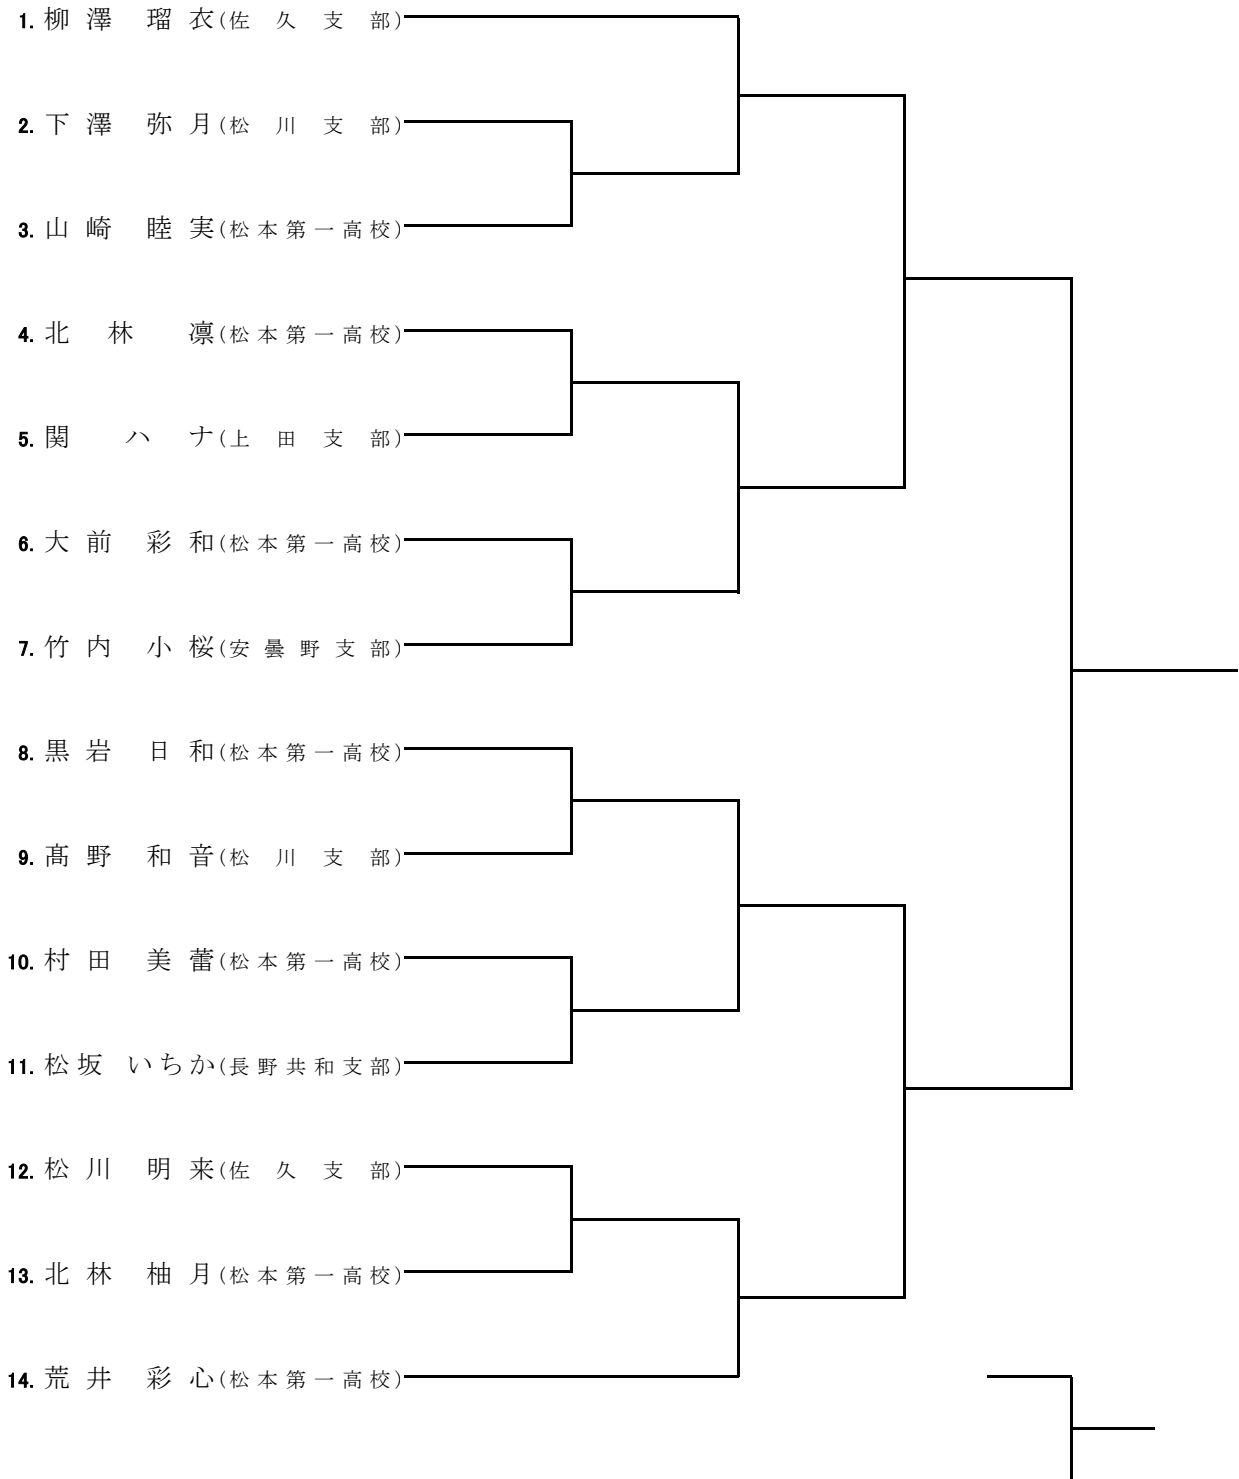 1. 柳澤 瑠衣(佐久支部)
2. 下澤 弥月(松川支部)
3. 山崎 睦実(松本第一高校)
4. 北林 凛(松本第一高校)
5. 関 ハナ(上田支部)
6. 大前 彩和(松本第一高校)
7. 竹内 小桜(安曇野支部)
8. 黒岩 日和(松本第一高校)
9. 髙野 和音(松川支部)
10. 村田 美蕾(松本第一高校)
11. 松坂 いちか(長野共和支部)
12. 松川 明来(佐久支部)
13. 北林 柚月(松本第一高校)
14. 荒井 彩心(松本第一高校)